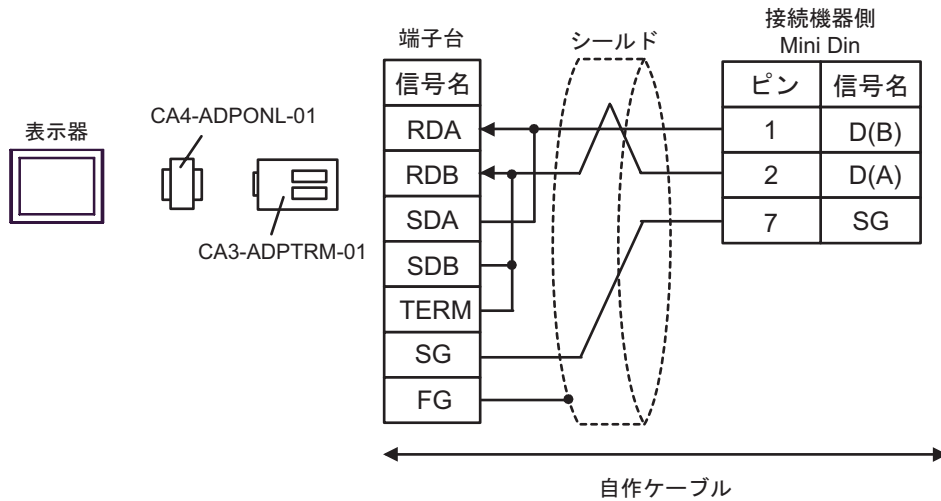 接続機器側
Mini Din
端子台
シールド
信号名
ピン 信号名
CA4-ADPONL-01
表示器
RDA
1 D(B)
RDB
2 D(A)
SDA
7 SG
CA3-ADPTRM-01
SDB
TERM
SG
FG
自作ケーブル